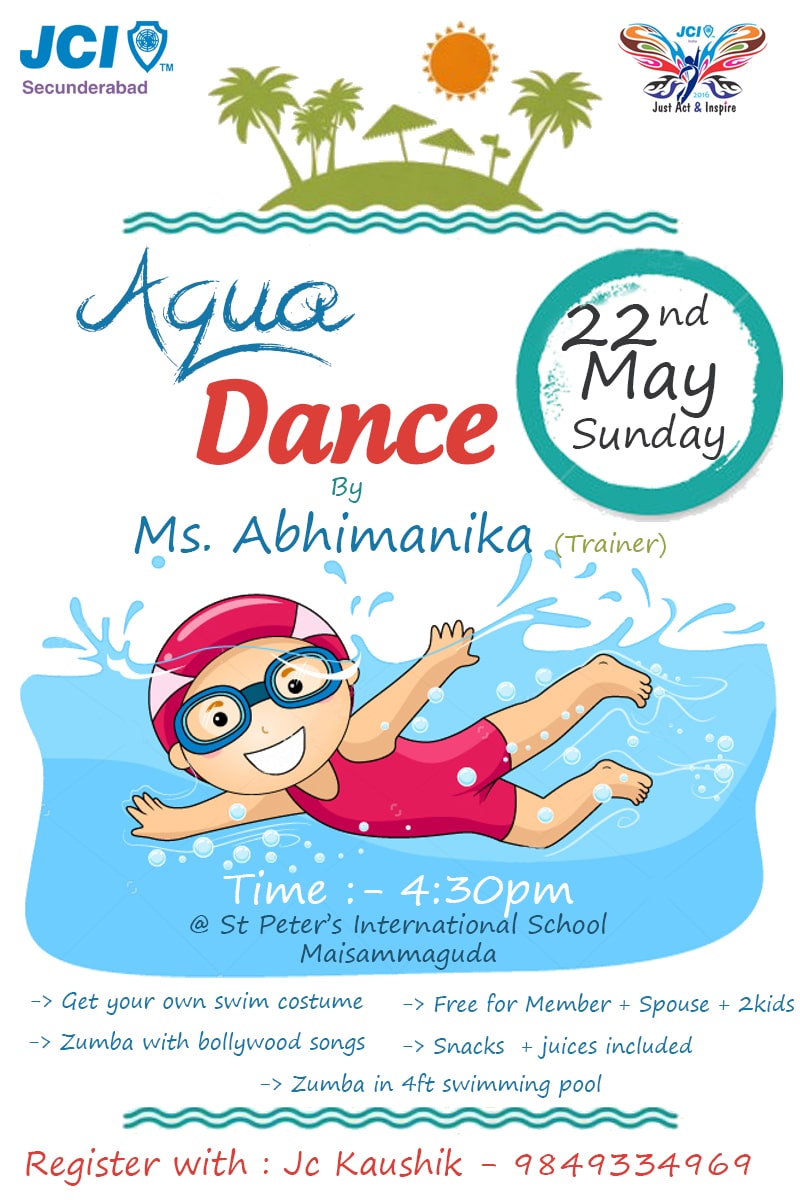 JCI TM
Secunderabad
JCI
India
2016
Just Act & Inspire
Aqua
Dance
22nd
May
Sunday
By
Ms. Abhimanika (Trainer)
Time :- 4:30pm
@ St Peter's International School
Maisammaguda
-> Get your own swim costume
-> Free for Member + Spouse + 2kids
-> Zumba with bollywood songs
-> Snacks + juices included
-> Zumba in 4ft swimming pool
Register with : Jc Kaushik - 9849334969